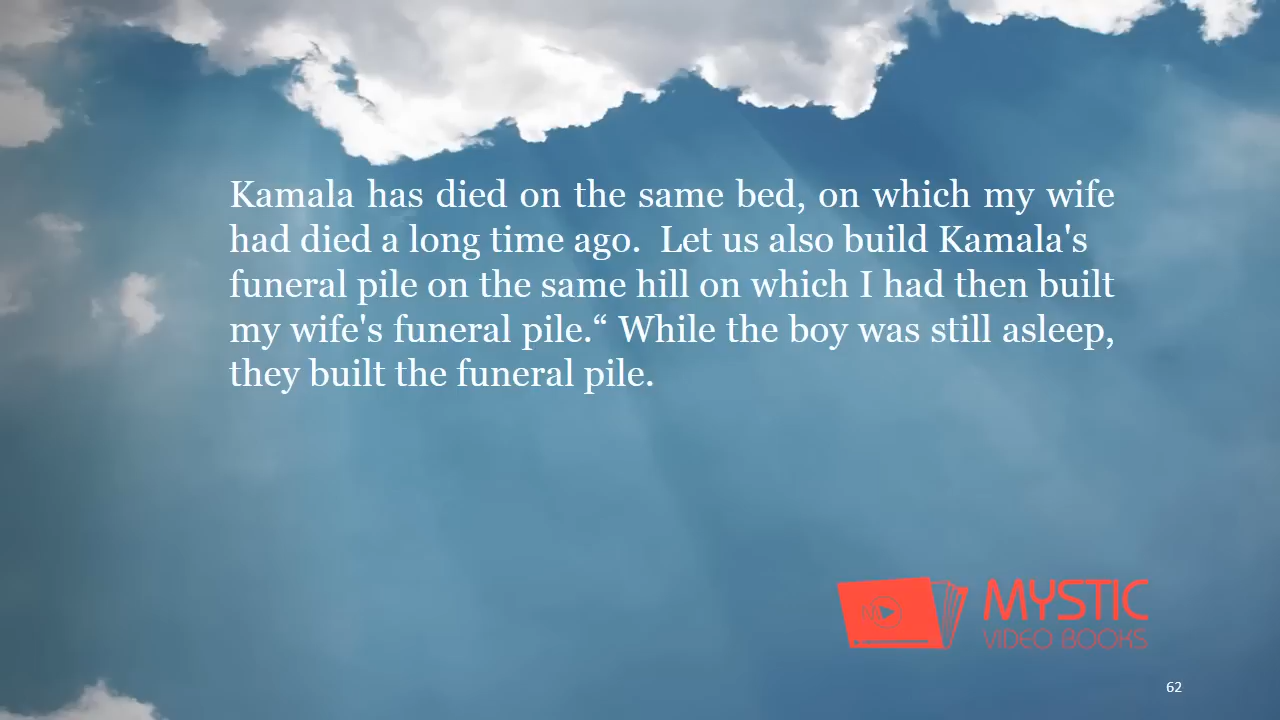 Kamala has died on the same bed, on which my wife
had died a long time ago.  Let us also build Kamala's
funeral pile on the same hill on which I had then built
my wife's funeral pile.“ While the boy was still asleep,
they built the funeral pile.
MYSTIC
VIDEO BOOKS
62